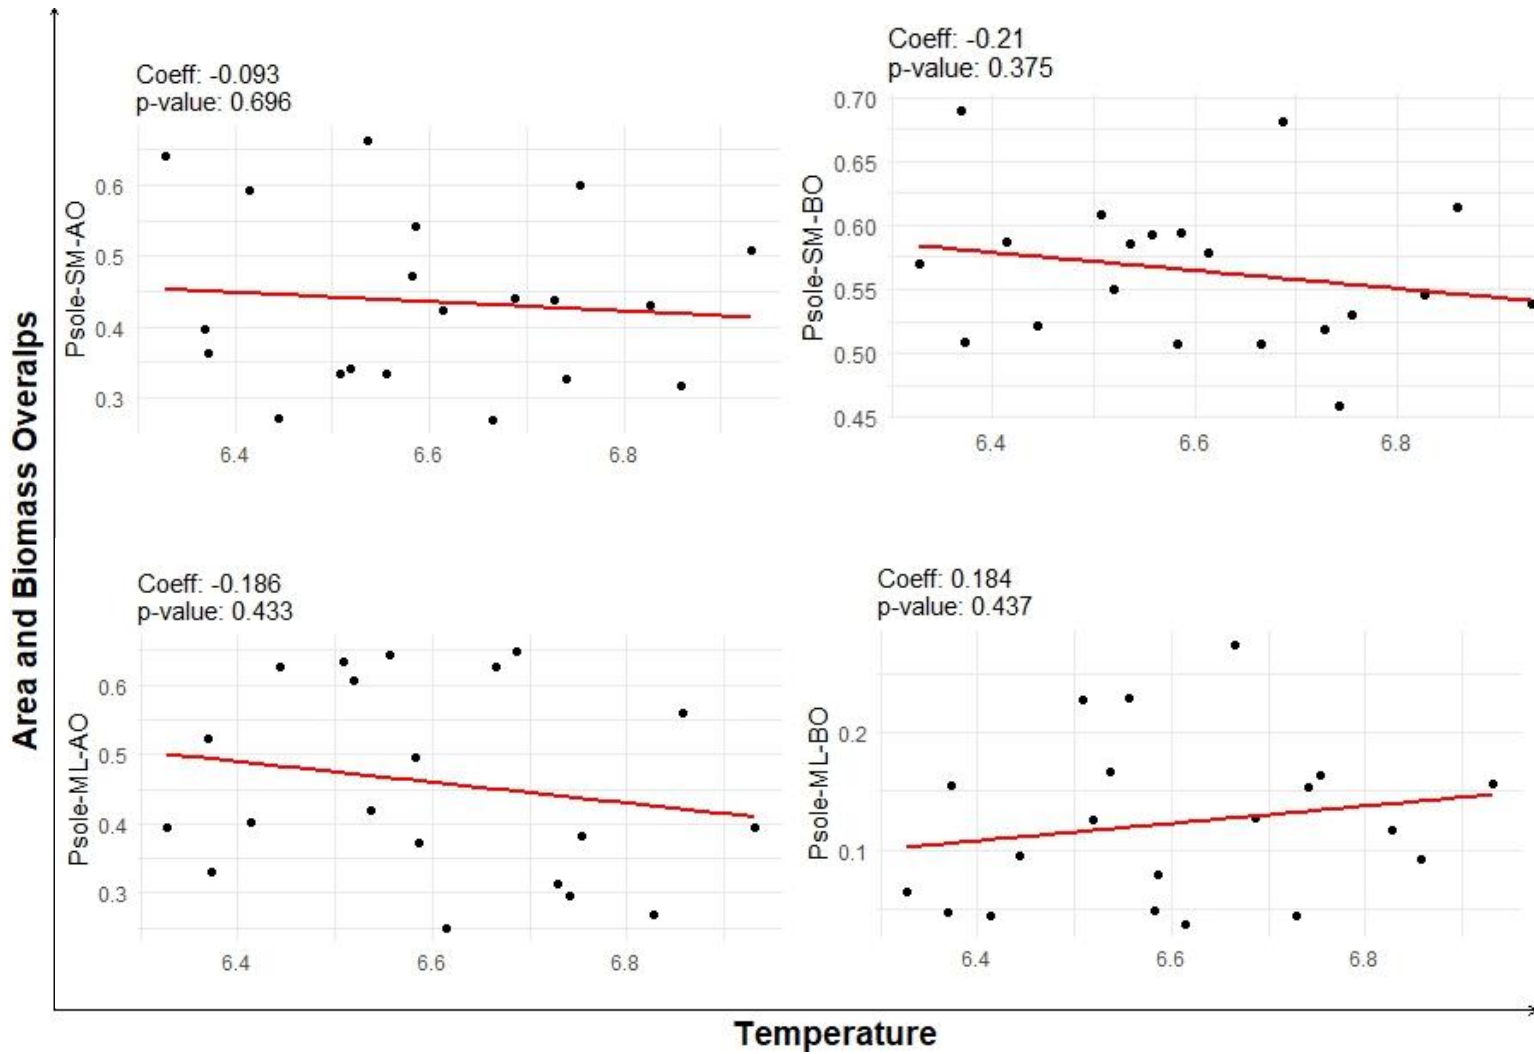 Coeff: -0.093
p-value: 0.696
Psole-SM-AO
0.6
0.5
0.4
0.3
6.4 6.6 6.8
Coeff: -0.21
p-value: 0.375
Psole-SM-BO
0.70
0.65
0.60
0.55
0.50
0.45
6.4 6.6 6.8
Area and Biomass Overalps
Coeff: -0.186
p-value: 0.433
Psole-ML-AO
0.6
0.5
0.4
0.3
6.4 6.6 6.8
Coeff: 0.184
p-value: 0.437
Psole-ML-BO
0.2
0.1
6.4 6.6 6.8
Temperature